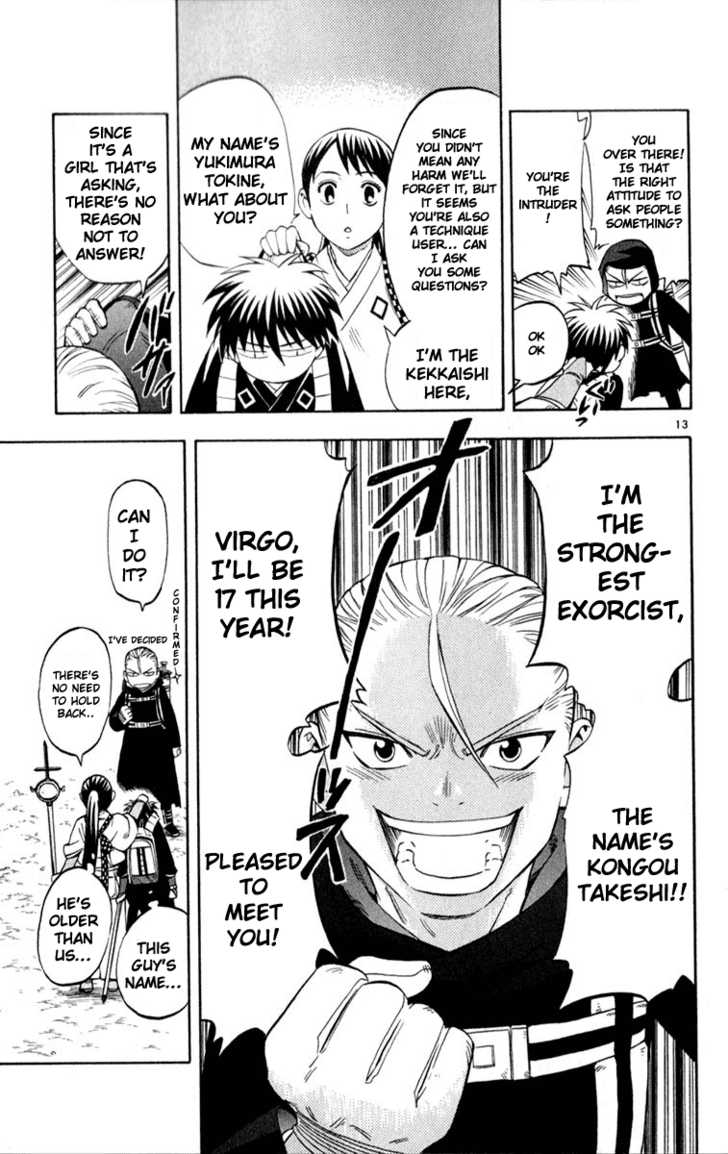 YOU
OVER THERE!
IS THAT
THE RIGHT
ATTITUDE TO
ASK PEOPLE
SOMETHING?
YOU'RE
THE
INTRUDER
!
OK
OK
SINCE
YOU DIDN'T
MEAN ANY
HARM WE'LL
FORGET IT, BUT
IT SEEMS
YOU'RE ALSO
A TECHNIQUE
USER... CAN
I ASK
YOU SOME
QUESTIONS?
I'M THE
KEKKAISHI
HERE,
MY NAME'S
YUKIMURA
TOKINE,
WHAT ABOUT
YOU?
SINCE
IT'S A
GIRL THAT'S
ASKING,
THERE'S NO
REASON
NOT TO
ANSWER!
13
I'M
THE
STRONG-
EST
EXORCIST,
THE
NAME'S
KONGOU
TAKESHI!!
VIRGO,
I'LL BE
17 THIS
YEAR!
PLEASED
TO
MEET
YOU!
CAN
I
DO
IT?
CONFIRMED
I'VE DECIDED
THERE'S
NO NEED
TO HOLD
BACK..
THIS
GUY'S
NAME...
HE'S
OLDER
THAN
US...